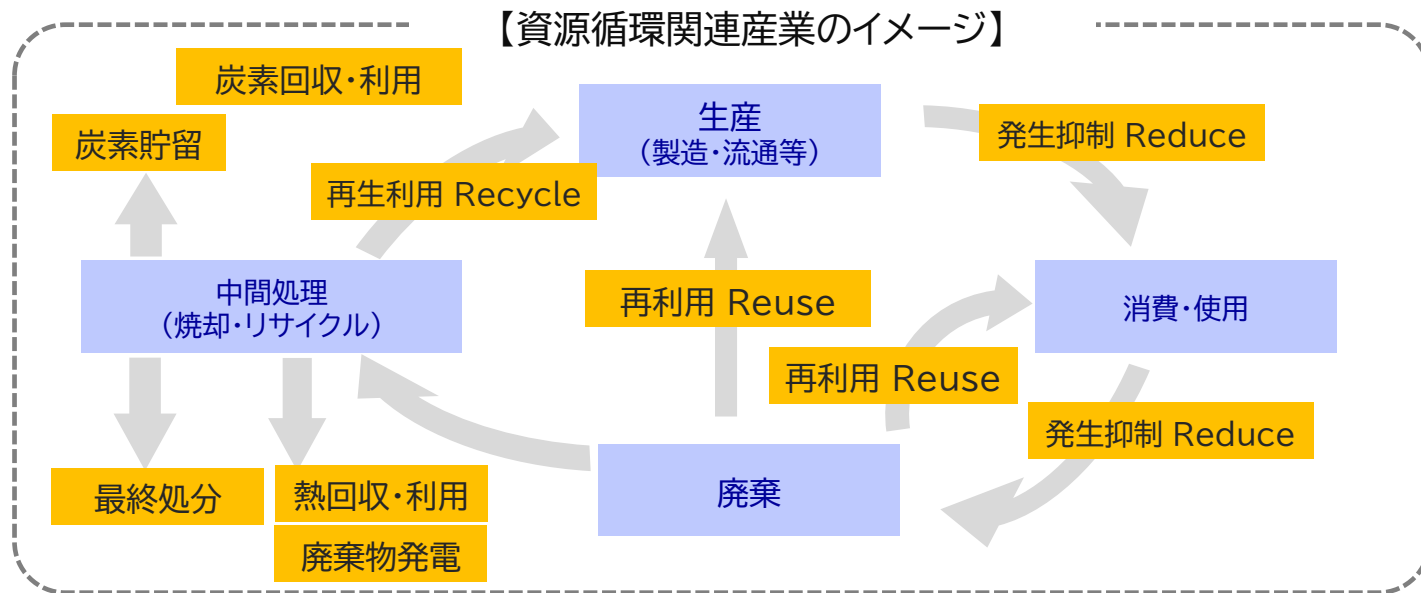 【資源循環関連産業のイメージ】
炭素回収・利用
炭素貯留
生産
（製造・流通等）
発生抑制 Reduce
再生利用 Recycle
中間処理
（焼却・リサイクル）
再利用 Reuse
消費・使用
再利用 Reuse
発生抑制 Reduce
最終処分
熱回収・利用
廃棄物発電
廃棄